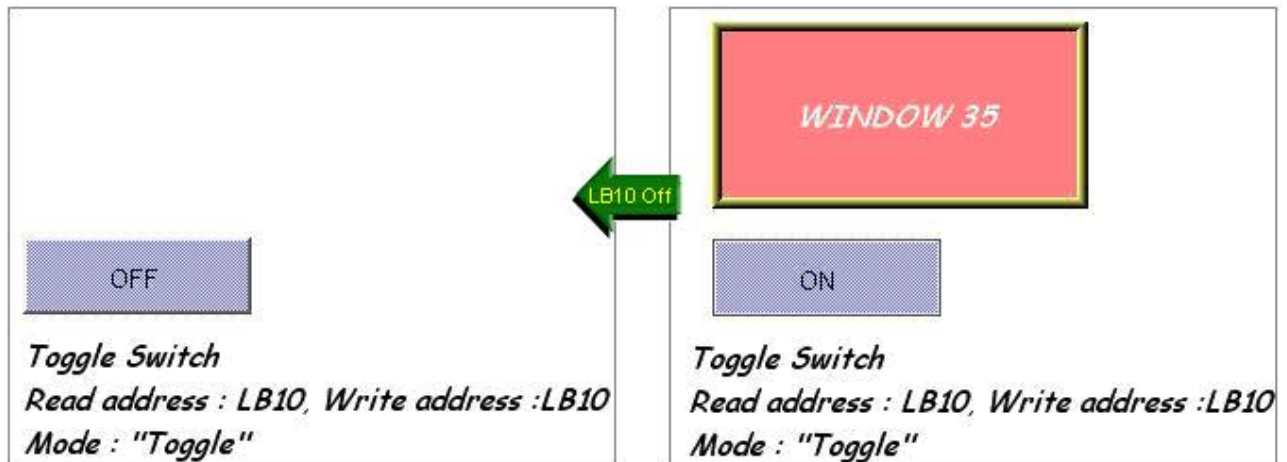 WINDOW 35
LB10 Off
OFF
ON
Toggle Switch
Read address : LB10, Write address :LB10
Mode : "Toggle"
Toggle Switch
Read address : LB10, Write address :LB10
Mode : "Toggle"